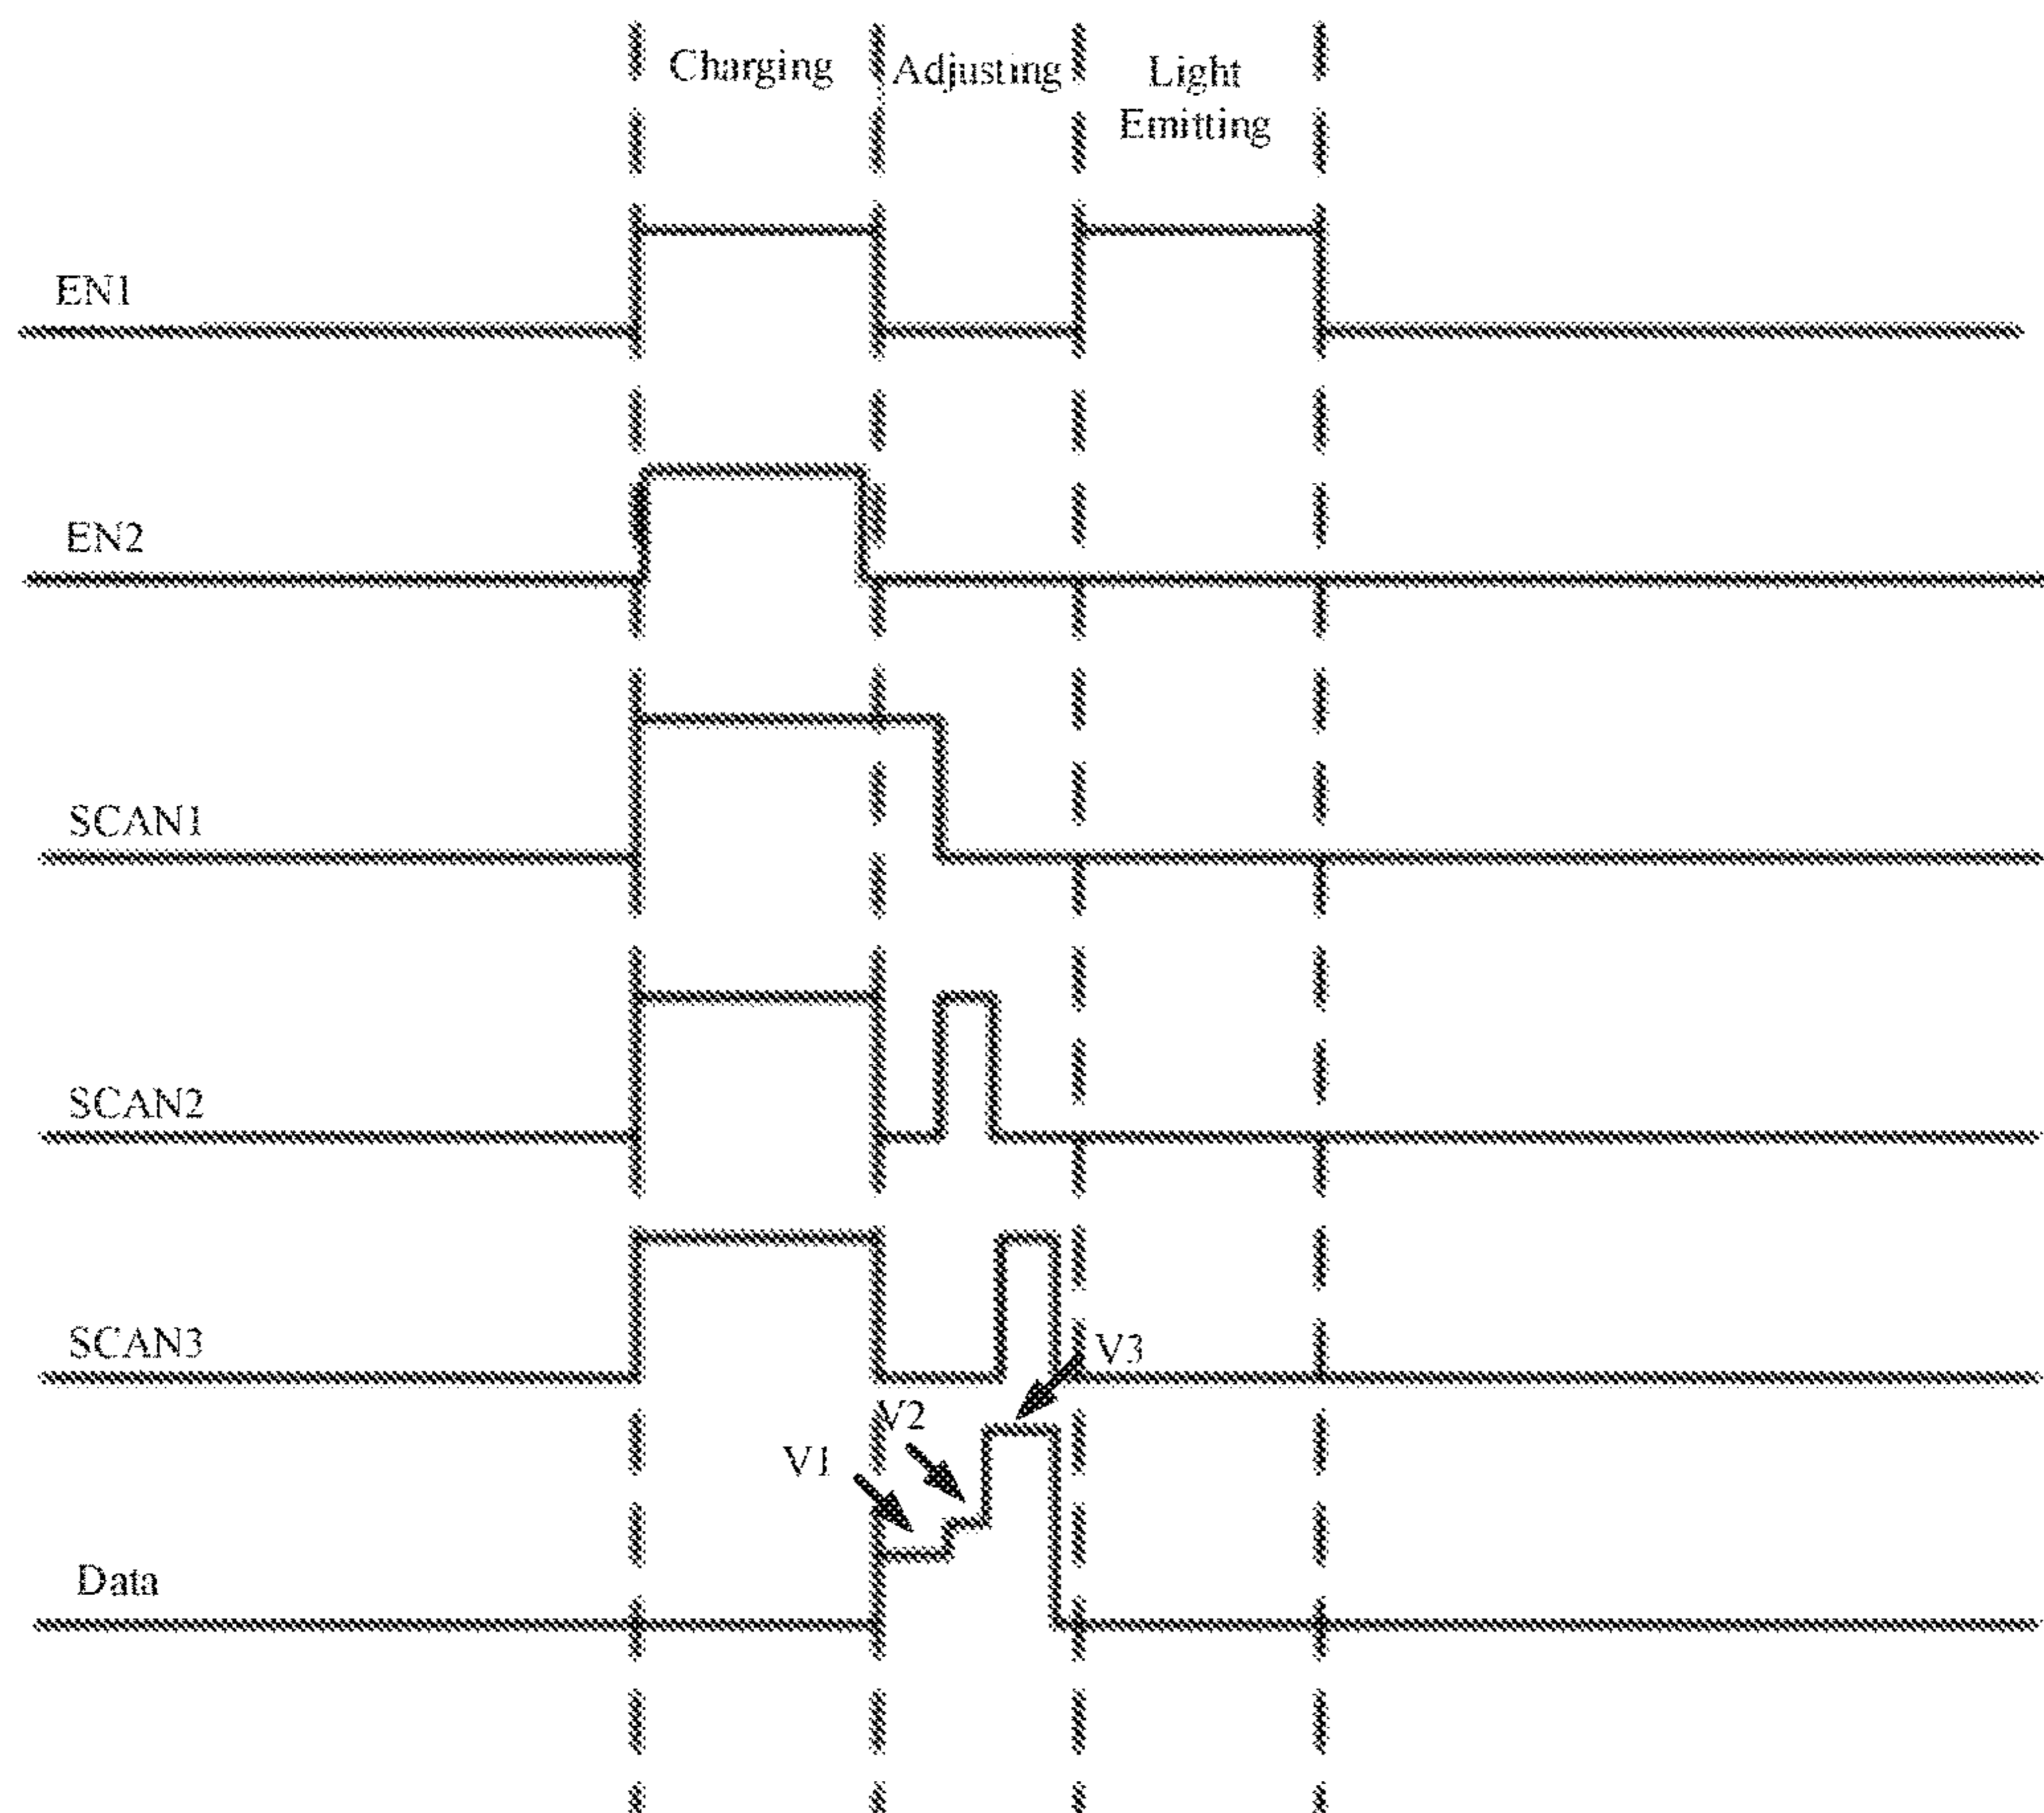 Charging
Adjusting
Light
Emitting
EN1
EN2
SCAN1
SCAN2
SCAN3
V3
V2
V1
Data